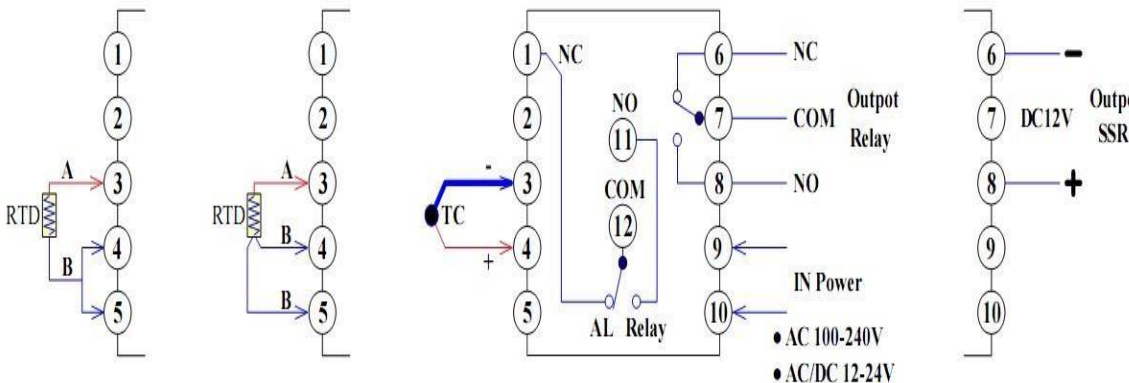 1
2
3
4
5
A
RTD
B
1
2
3
4
5
A
RTD
B
B
1
2
3
4
5
NC
-
TC
+
NO
11
COM
12
AL Relay
6
7
8
9
10
NC
COM
NO
Outpot
Relay
IN Power
● AC 100-240V
● AC/DC 12-24V
6
7
8
9
10
-
DC12V
+
Outpo
SSR